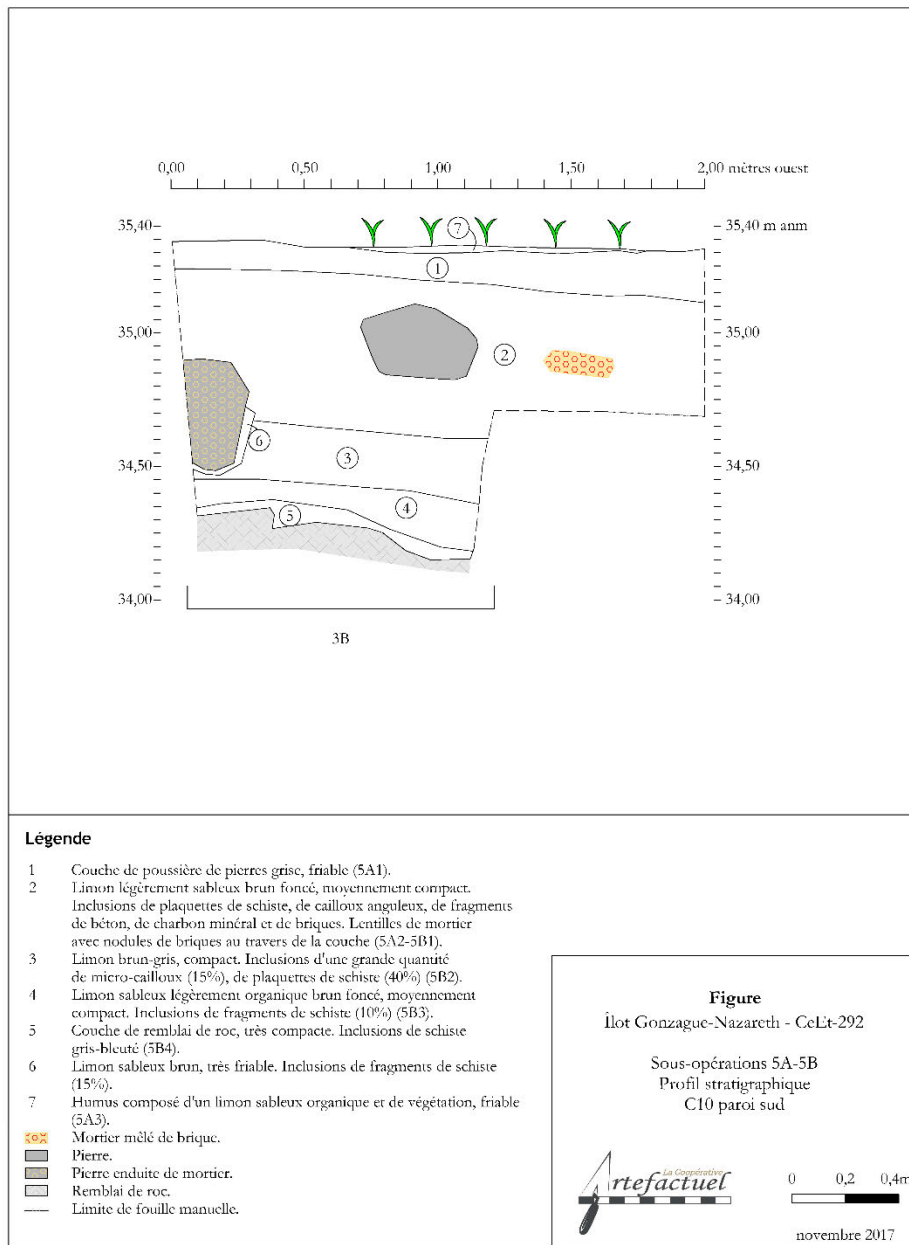 0,00 0,50 1,00 1,50 2,00 mètres ouest
35,40 7 35,40 m anm
1
35,00 2 35,00
6 3
34,50 34,50
5 4
34,00 34,00
3B
Légende
1 Couche de poussière de pierres grise, friable (5A1).
2 Limon légèrement sableux brun foncé, moyennement compact.
Inclusions de plaquettes de schiste, de cailloux anguleux, de fragments
de béton, de charbon minéral et de briques. Lentilles de mortier
avec nodules de briques au travers de la couche (5A2-5B1).
3 Limon brun-gris, compact. Inclusions d'une grande quantité
de micro-cailloux (15%), de plaquettes de schiste (40%) (5B2).
4 Limon sableux légèrement organique brun foncé, moyennement
compact. Inclusions de fragments de schiste (10%) (5B3).
5 Couche de remblai de roc, très compacte. Inclusions de schiste
gris-bleuté (5B4).
6 Limon sableux brun, très friable. Inclusions de fragments de schiste
(15%).
7 Humus composé d'un limon sableux organique et de végétation, friable
(5A3).
Mortier mêlé de brique.
Pierre.
Pierre enduite de mortier.
Remblai de roc.
Limite de fouille manuelle.
Figure
Îlot Gonzague-Nazareth - CeEt-292
Sous-opérations 5A-5B
Profil stratigraphique
C10 paroi sud
La Coopérative
Artefactuel
0 0,2 0,4m
novembre 2017